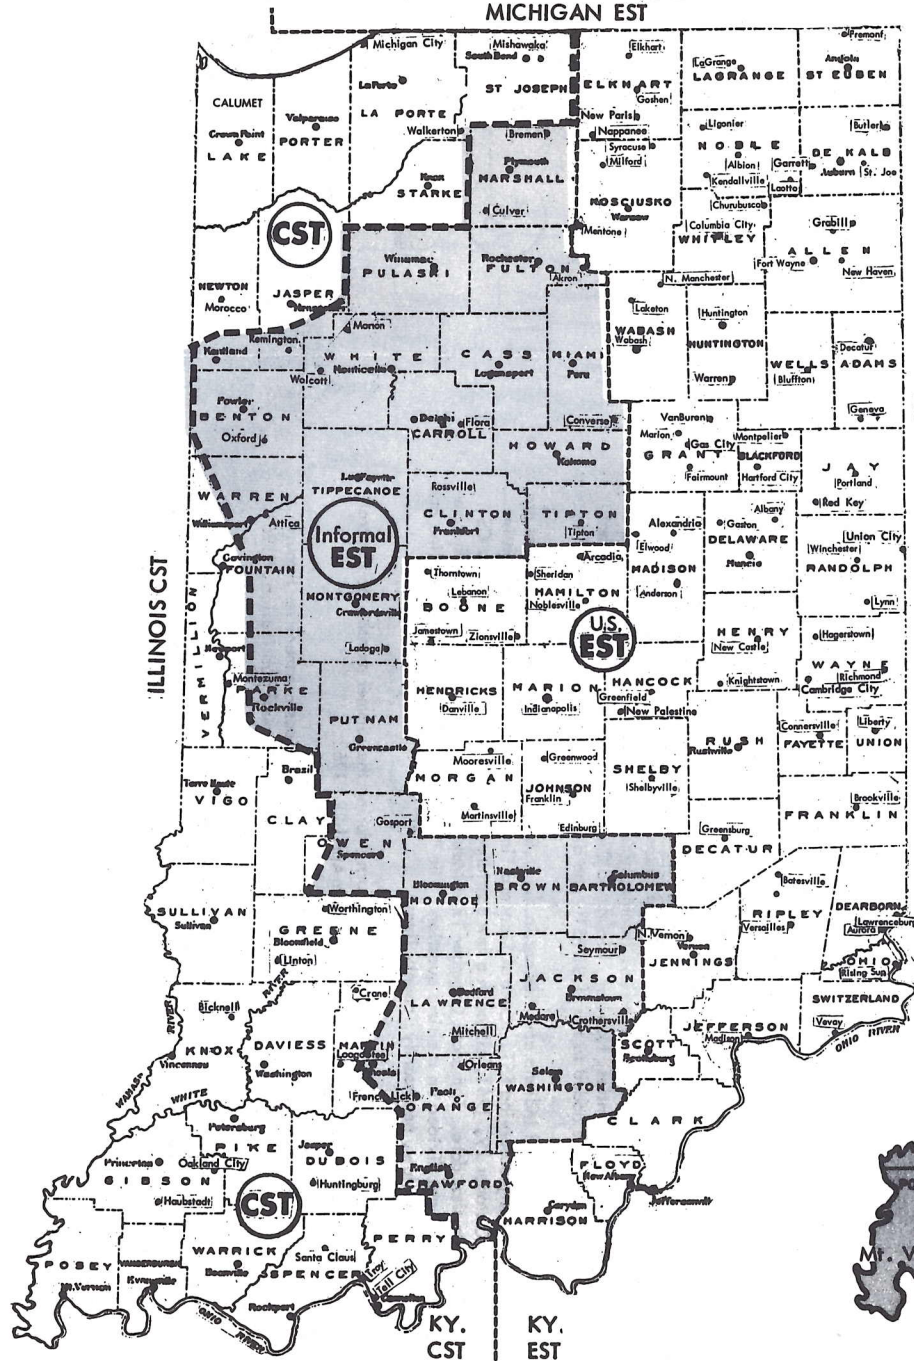 MICHIGAN EST
Michigan City
Mishawaka
South Bend
Elkhart
Fremont
LaGrange
LAGRANGE
Angola
STEUBEN
LaPorte
LA PORTE
ST JOSEPH
ELKHART
Goshen
CALUMET
Crown Point
LAKE
Valparaiso
PORTER
Walkerton
Bremen
New Paris
Nappanee
Syracuse
Milford
Ligonier
NOBLE
Albion
Kendallville
Garrett
Laotto
Butler
DE KALB
Auburn
St. Joe
Knox
STARKE
Plymouth
MARSHALL
Culver
KOSCIUSKO
Warsaw
Mentone
Churubusco
Columbia City
WHITLEY
Grabill
ALLEN
Fort Wayne
New Haven
CST
Winamac
PULASKI
Rochester
FULTON
Akron
N. Manchester
NEWTON
Morocco
JASPER
Laketon
WABASH
Wabash
Huntington
HUNTINGTON
Warren
Kentland
Remington
Monon
WHITE
Monticello
Wolcott
CASS
Logansport
MIAMI
Peru
WELLS
Bluffton
Decatur
ADAMS
Geneva
Fowler
BENTON
Oxford
Delphi
Flora
CARROLL
Converse
HOWARD
Kokomo
VanBuren
Marion
Gas City
GRANT
Fairmount
Montpelier
BLACKFORD
Hartford City
JAY
Portland
Red Key
WARREN
Williamsport
Attica
LaFayette
TIPPECANOE
Rossville
CLINTON
Frankfort
TIPTON
Tipton
Alexandria
Elwood
MADISON
Anderson
Albany
Gaston
DELAWARE
Muncie
Union City
Winchester
RANDOLPH
Lynn
Informal
EST
ILLINOIS CST
Covington
FOUNTAIN
MONTGOMERY
Crawfordsville
Ladoga
Thorntown
Lebanon
BOONE
Jamestown
Zionsville
Arcadia
Sheridan
HAMILTON
Noblesville
U.S.
EST
HENRY
New Castle
Knightstown
Hagerstown
WAYNE
Richmond
Cambridge City
VERMILLION
Newport
Montezuma
PARKE
Rockville
PUTNAM
Greencastle
HENDRICKS
Danville
MARION
Indianapolis
HANCOCK
Greenfield
New Palestine
RUSH
Rushville
Connersville
FAYETTE
Liberty
UNION
Terre Haute
VIGO
Brazil
CLAY
Mooresville
MORGAN
Martinsville
Greenwood
JOHNSON
Franklin
Edinburg
SHELBY
Shelbyville
Brookville
FRANKLIN
Gosport
OWEN
Spencer
Greensburg
DECATUR
Bloomington
MONROE
Nashville
BROWN
Columbus
BARTHOLOMEW
Batesville
RIPLEY
Versailles
DEARBORN
Lawrenceburg
Aurora
OHIO
Rising Sun
SULLIVAN
Sullivan
Worthington
GREENE
Bloomfield
Linton
Seymour
N. Vernon
Vernon
JENNINGS
JACKSON
Brownstown
Medora
Crothersville
SWITZERLAND
Vevay
JEFFERSON
Madison
OHIO RIVER
Crane
Bedford
LAWRENCE
Mitchell
Bicknell
KNOX
Vincennes
RIVER
DAVIESS
Washington
MARTIN
Loogootee
Shoals
SCOTT
Scottsburg
Orleans
French Lick
Paoli
ORANGE
Salem
WASHINGTON
CLARK
WABASH
RIVER
WHITE
Petersburg
PIKE
Princeton
GIBSON
Oakland City
Haubstadt
Jasper
DUBOIS
Huntingburg
CST
English
CRAWFORD
FLOYD
New Albany
Jeffersonville
Corydon
HARRISON
POSEY
Mt. Vernon
VANDERBURGH
Evansville
WARRICK
Boonville
Santa Claus
SPENCER
Rockport
Troy
Tell City
Cannelton
PERRY
OHIO RIVER
PO
Mt. V
KY.
CST
KY.
EST